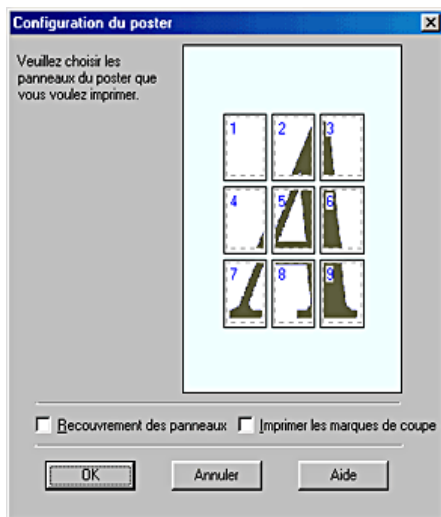 Configuration du poster
Veuillez choisir les
panneaux du poster que
vous voulez imprimer.
1 2 3
4 5 6
7 8 9
Recouvrement des panneaux Imprimer les marques de coupe
OK Annuler Aide